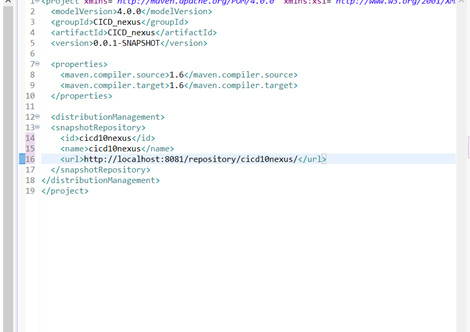 1 <project xmlns="http://maven.apache.org/POM/4.0.0" xmlns:xsi="http://www.w3.org/2001/XM
2 <modelVersion>4.0.0</modelVersion>
3 <groupId>CICD_nexus</groupId>
4 <artifactId>CICD_nexus</artifactId>
5 <version>0.0.1-SNAPSHOT</version>
6
7 <properties>
8 <maven.compiler.source>1.6</maven.compiler.source>
9 <maven.compiler.target>1.6</maven.compiler.target>
10 </properties>
11
12 <distributionManagement>
13 <snapshotRepository>
14 <id>cicd10nexus</id>
15 <name>cicd10nexus</name>
16 <url>http://localhost:8081/repository/cicd10nexus/</url>
17 </snapshotRepository>
18 </distributionManagement>
19 </project>